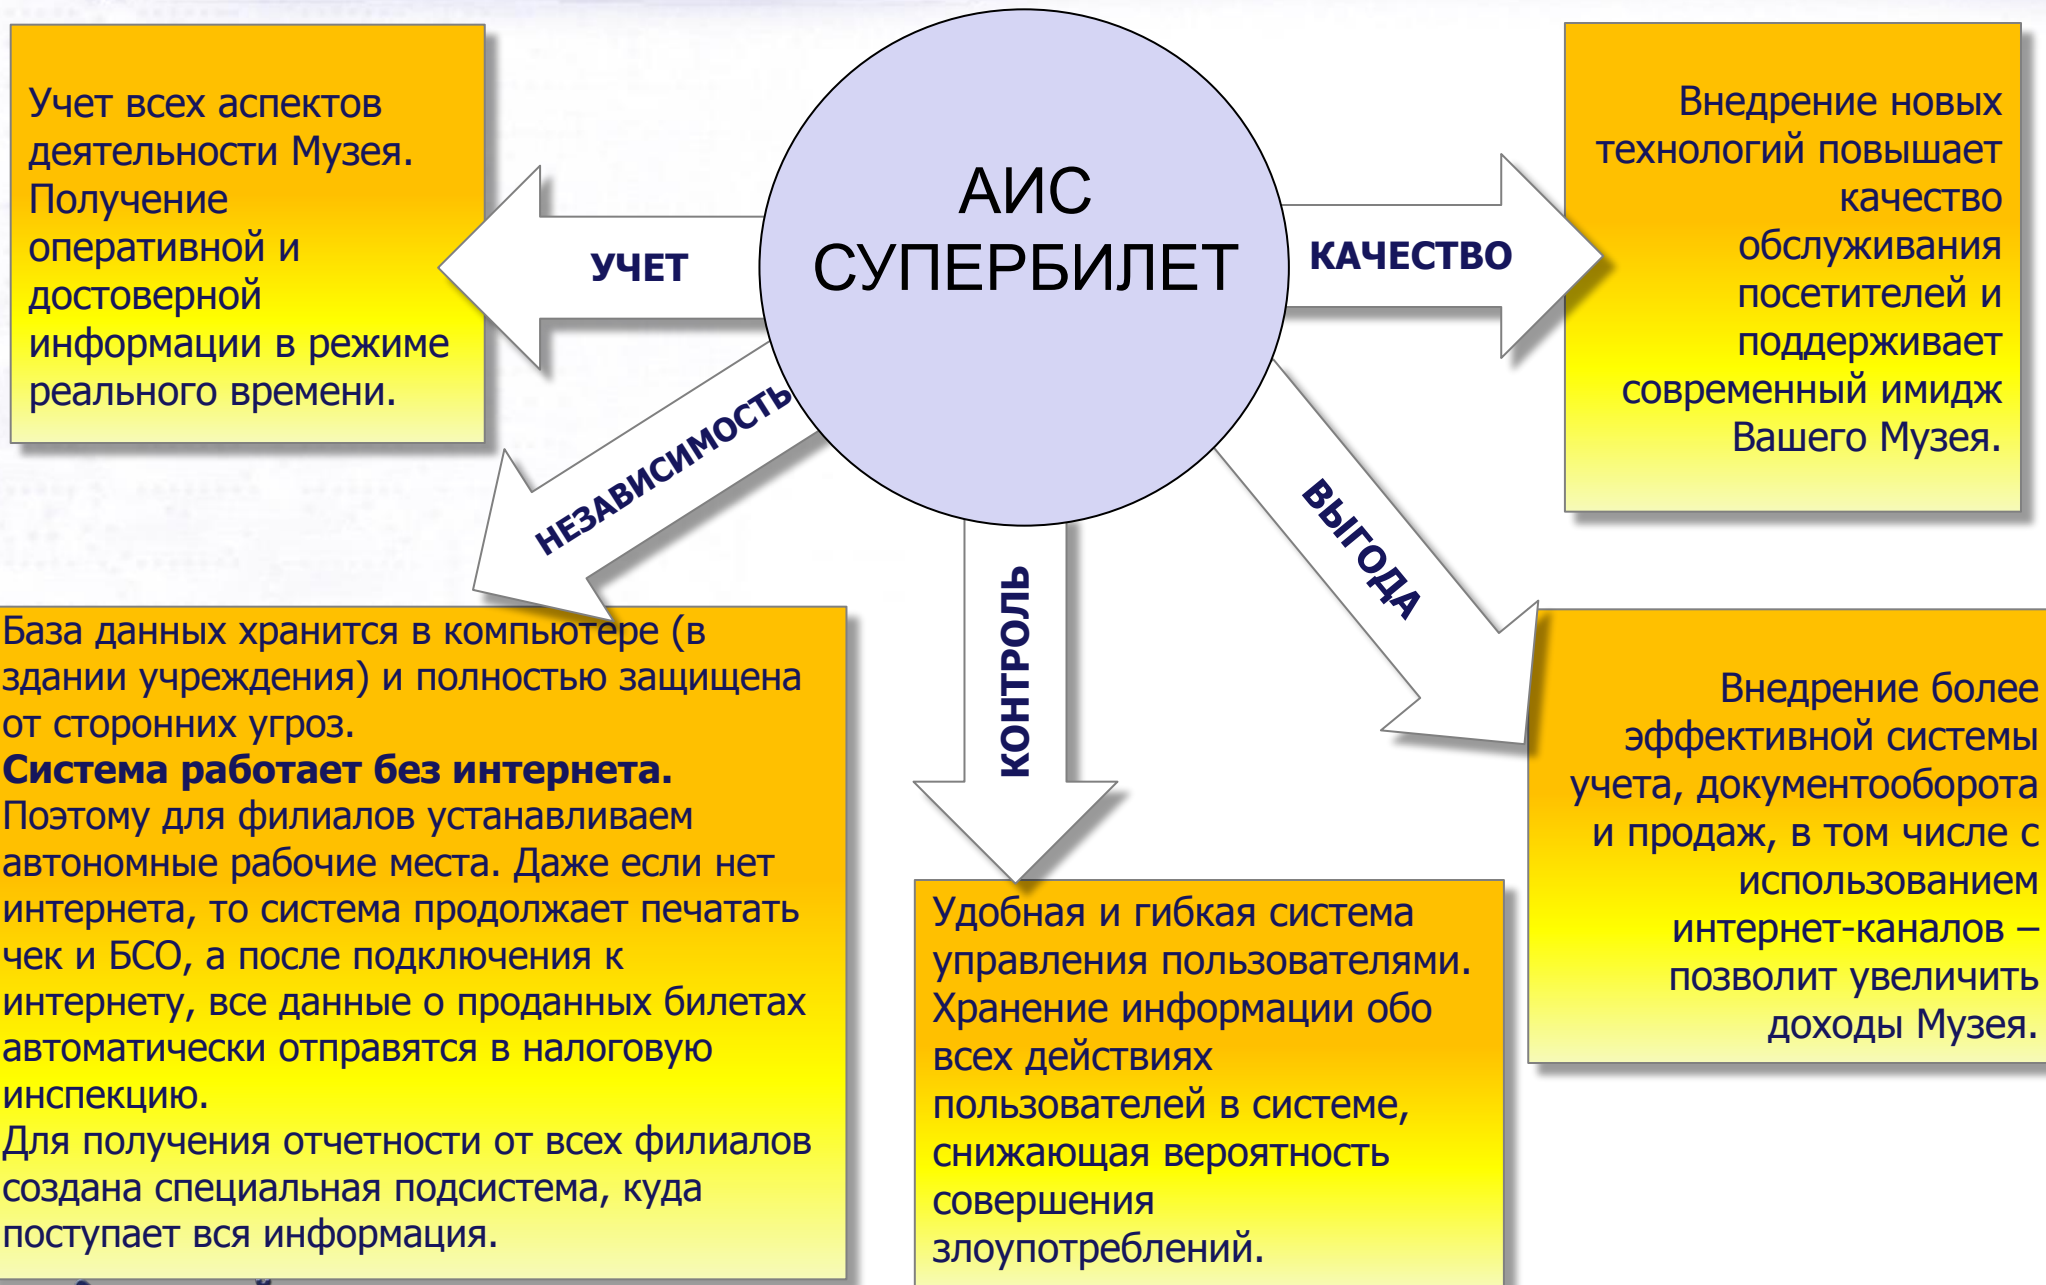 АИС
СУПЕРБИЛЕТ
УЧЕТ
Учет всех аспектов
деятельности Музея.
Получение
оперативной и
достоверной
информации в режиме
реального времени.
КАЧЕСТВО
Внедрение новых
технологий повышает
качество
обслуживания
посетителей и
поддерживает
современный имидж
Вашего Музея.
НЕЗАВИСИМОСТЬ
База данных хранится в компьютере (в
здании учреждения) и полностью защищена
от сторонних угроз.
Система работает без интернета.
Поэтому для филиалов устанавливаем
автономные рабочие места. Даже если нет
интернета, то система продолжает печатать
чек и БСО, а после подключения к
интернету, все данные о проданных билетах
автоматически отправятся в налоговую
инспекцию.
Для получения отчетности от всех филиалов
создана специальная подсистема, куда
поступает вся информация.
КОНТРОЛЬ
Удобная и гибкая система
управления пользователями.
Хранение информации обо
всех действиях
пользователей в системе,
снижающая вероятность
совершения
злоупотреблений.
ВЫГОДА
Внедрение более
эффективной системы
учета, документооборота
и продаж, в том числе с
использованием
интернет-каналов –
позволит увеличить
доходы Музея.